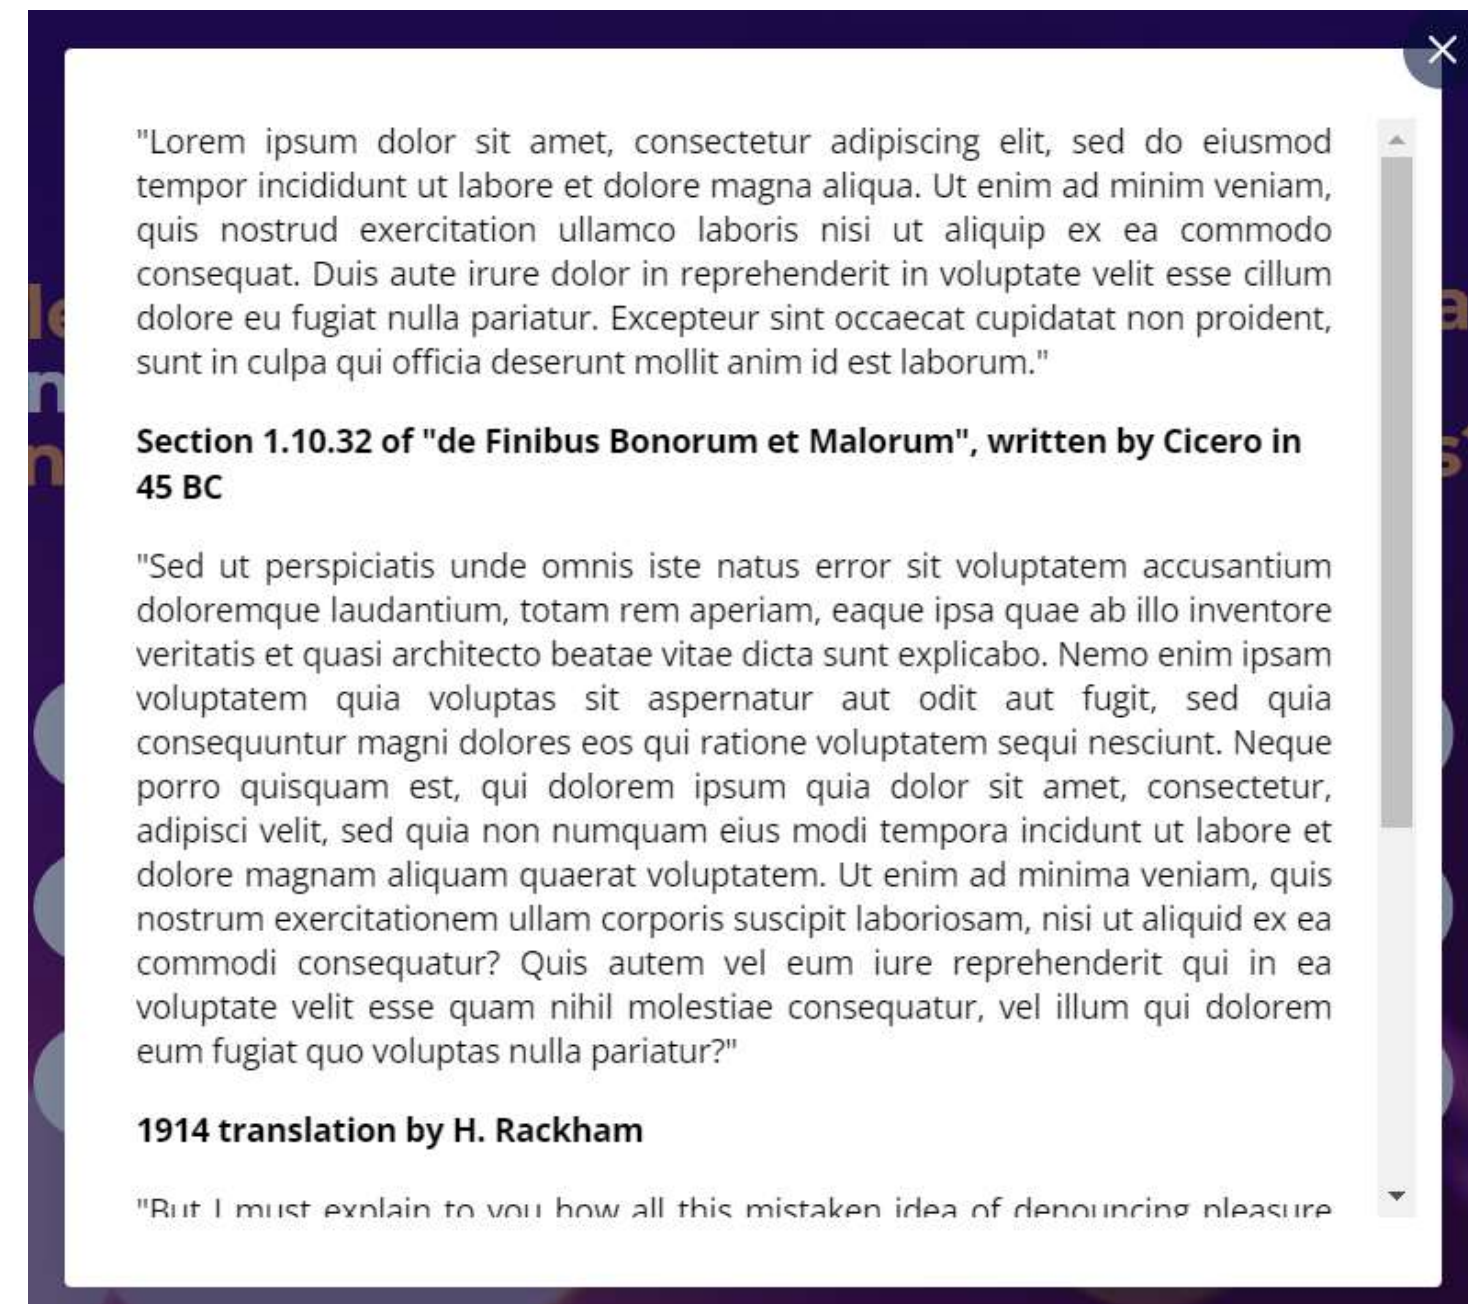 "Lorem ipsum dolor sit amet, consectetur adipiscing elit, sed do eiusmod
tempor incididunt ut labore et dolore magna aliqua. Ut enim ad minim veniam,
quis nostrud exercitation ullamco laboris nisi ut aliquip ex ea commodo
consequat. Duis aute irure dolor in reprehenderit in voluptate velit esse cillum
dolore eu fugiat nulla pariatur. Excepteur sint occaecat cupidatat non proident,
sunt in culpa qui officia deserunt mollit anim id est laborum."
Section 1.10.32 of "de Finibus Bonorum et Malorum", written by Cicero in
45 BC
"Sed ut perspiciatis unde omnis iste natus error sit voluptatem accusantium
doloremque laudantium, totam rem aperiam, eaque ipsa quae ab illo inventore
veritatis et quasi architecto beatae vitae dicta sunt explicabo. Nemo enim ipsam
voluptatem quia voluptas sit aspernatur aut odit aut fugit, sed quia
consequuntur magni dolores eos qui ratione voluptatem sequi nesciunt. Neque
porro quisquam est, qui dolorem ipsum quia dolor sit amet, consectetur,
adipisci velit, sed quia non numquam eius modi tempora incidunt ut labore et
dolore magnam aliquam quaerat voluptatem. Ut enim ad minima veniam, quis
nostrum exercitationem ullam corporis suscipit laboriosam, nisi ut aliquid ex ea
commodi consequatur? Quis autem vel eum iure reprehenderit qui in ea
voluptate velit esse quam nihil molestiae consequatur, vel illum qui dolorem
eum fugiat quo voluptas nulla pariatur?"
1914 translation by H. Rackham
"But I must explain to you how all this mistaken idea of denouncing pleasure